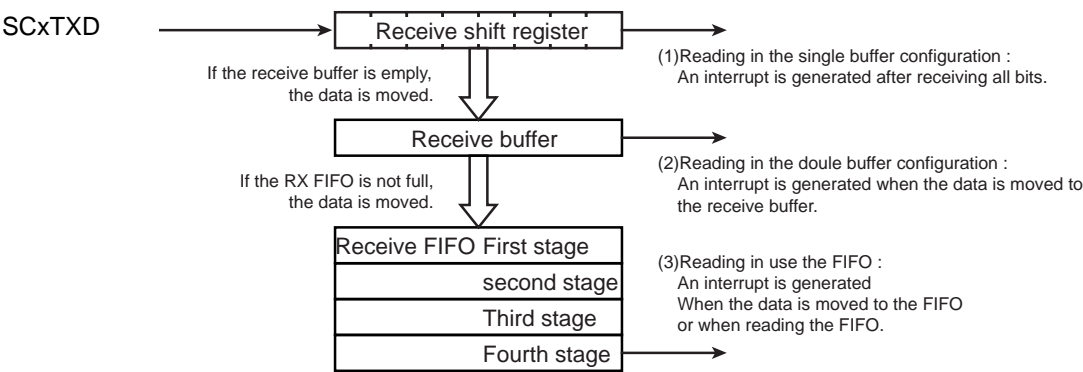 SCxTXD
Receive shift register
(1)Reading in the single buffer configuration :
An interrupt is generated after receiving all bits.
If the receive buffer is emply,
the data is moved.
Receive buffer
(2)Reading in the doule buffer configuration :
An interrupt is generated when the data is moved to
the receive buffer.
If the RX FIFO is not full,
the data is moved.
Receive FIFO First stage
second stage
Third stage
Fourth stage
(3)Reading in use the FIFO :
An interrupt is generated
When the data is moved to the FIFO
or when reading the FIFO.